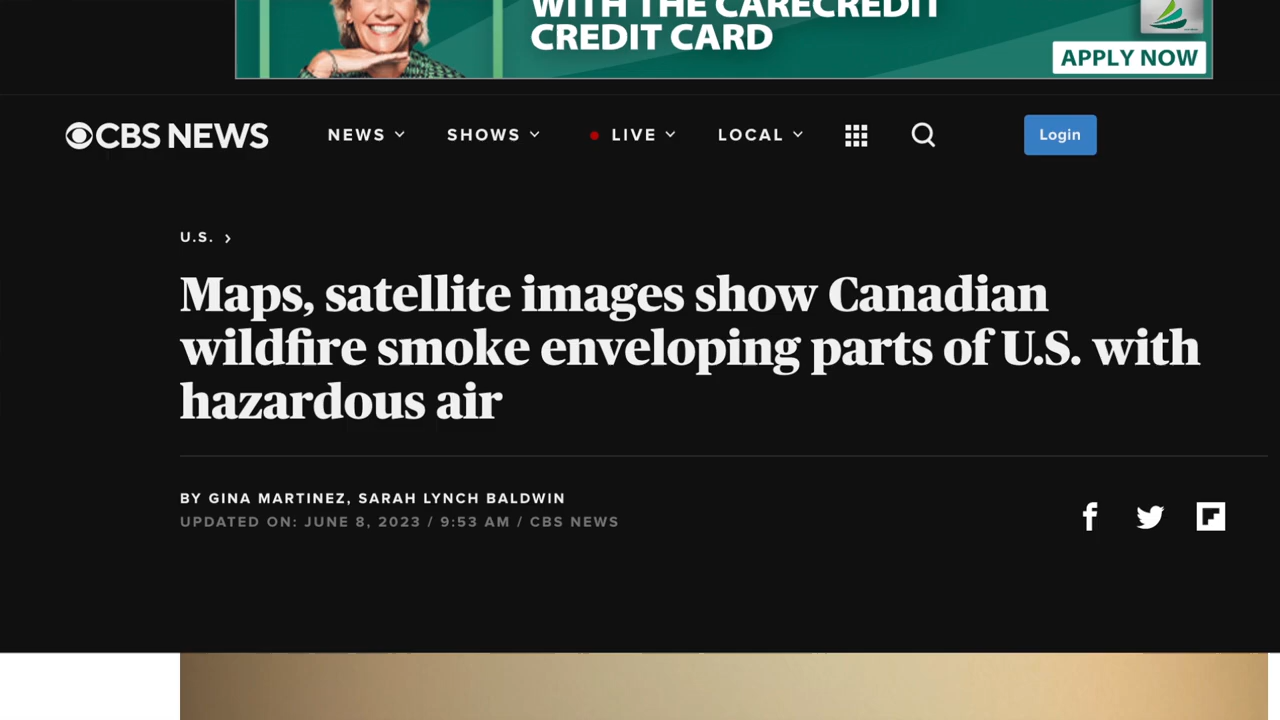 WITH THE CARECREDIT
CREDIT CARD
APPLY NOW
CBS NEWS
NEWS
SHOWS
LIVE
LOCAL
Login
U.S. ›
Maps, satellite images show Canadian
wildfire smoke enveloping parts of U.S. with
hazardous air
BY GINA MARTINEZ, SARAH LYNCH BALDWIN
UPDATED ON: JUNE 8, 2023 / 9:53 AM / CBS NEWS